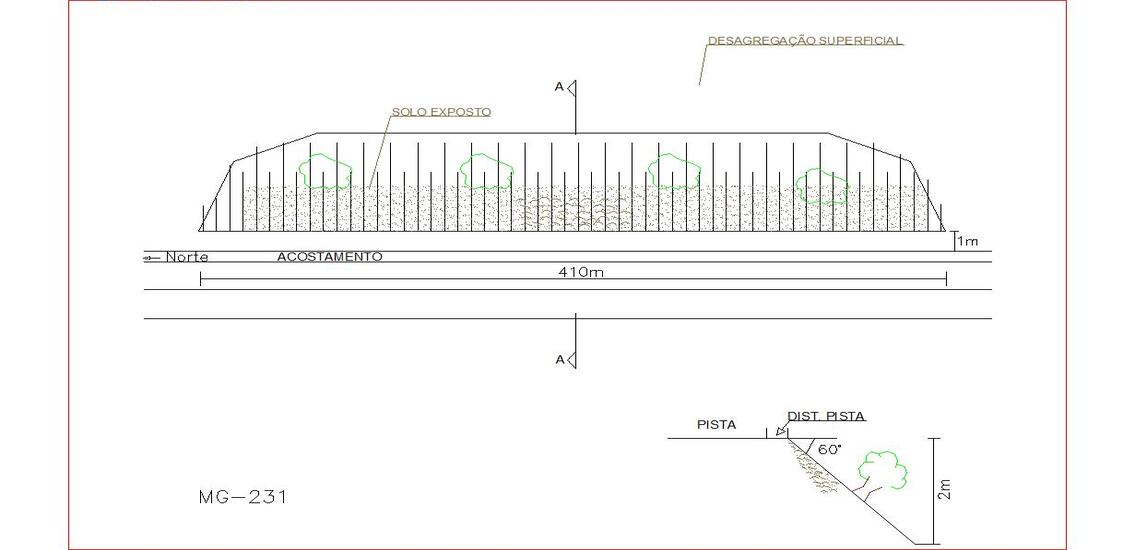 DESAGREGAÇÃO SUPERFICIAL
A
SOLO EXPOSTO
1m
Norte
ACOSTAMENTO
410m
A
DIST. PISTA
PISTA
60°
2m
MG-231